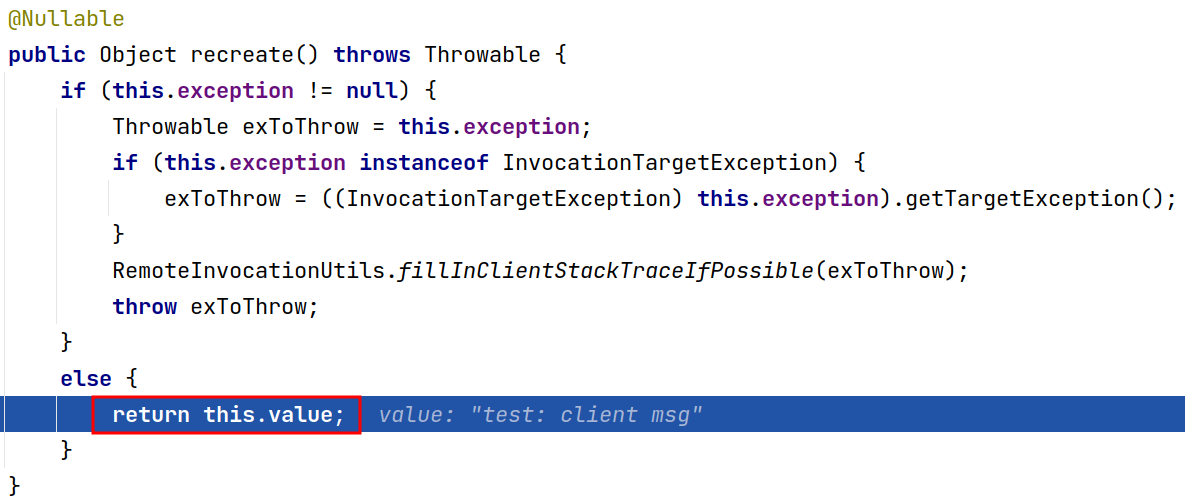 @Nullable
public Object recreate() throws Throwable {
    if (this.exception != null) {
        Throwable exToThrow = this.exception;
        if (this.exception instanceof InvocationTargetException) {
            exToThrow = ((InvocationTargetException) this.exception).getTargetException();
        }
        RemoteInvocationUtils.fillInClientStackTraceIfPossible(exToThrow);
        throw exToThrow;
    }
    else {
        return this.value;  value: "test: client msg"
    }
}